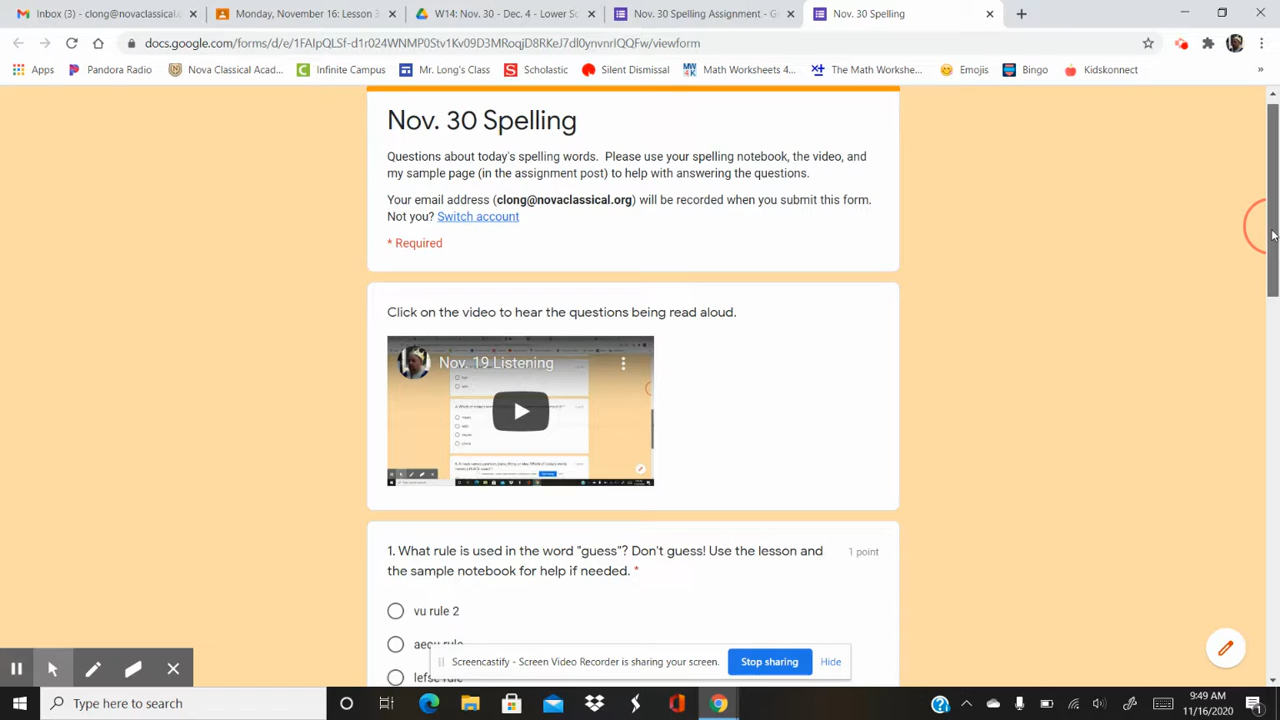 Inbox (3) - clong@novaclassical.
Monday, November 16: Lesson 3
W14: Nov. 30 - Dec. 4 - Lower Sc
Nov. 30 Spelling Assignment - G
Nov. 30 Spelling
docs.google.com/forms/d/e/1FAIpQLSf-d1r024WNMP0Stv1Kv09D3MRoqjD8RKeJ7dl0ynvnrIQQFw/viewform
Apps
Pandora Radio
Nova Classical Acad...
Infinite Campus
Mr. Long's Class
Scholastic
Silent Dismissal
Math Worksheets 4...
The Math Workshe...
Emojis
Bingo
Kidskonnect
»
Nov. 30 Spelling
Questions about today's spelling words. Please use your spelling notebook, the video, and
my sample page (in the assignment post) to help with answering the questions.
Your email address (clong@novaclassical.org) will be recorded when you submit this form.
Not you? Switch account
* Required
Click on the video to hear the questions being read aloud.
Nov. 19 Listening
1. What rule is used in the word "guess"? Don't guess! Use the lesson and
the sample notebook for help if needed. *
1 point
vu rule 2
Screencastify - Screen Video Recorder is sharing your screen.
Stop sharing
Hide
Type here to search
9:49 AM
11/16/2020